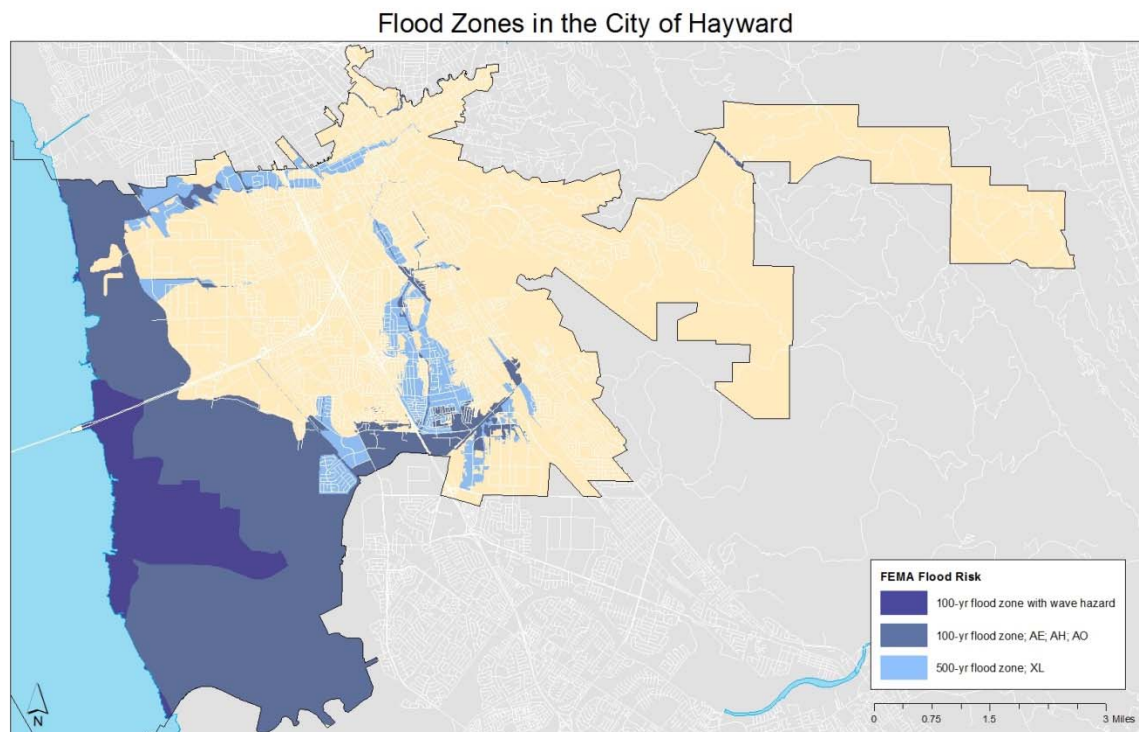 Flood Zones in the City of Hayward
FEMA Flood Risk
100-yr flood zone with wave hazard
100-yr flood zone; AE; AH; AO
500-yr flood zone; XL
N
0 0.75 1.5 3 Miles